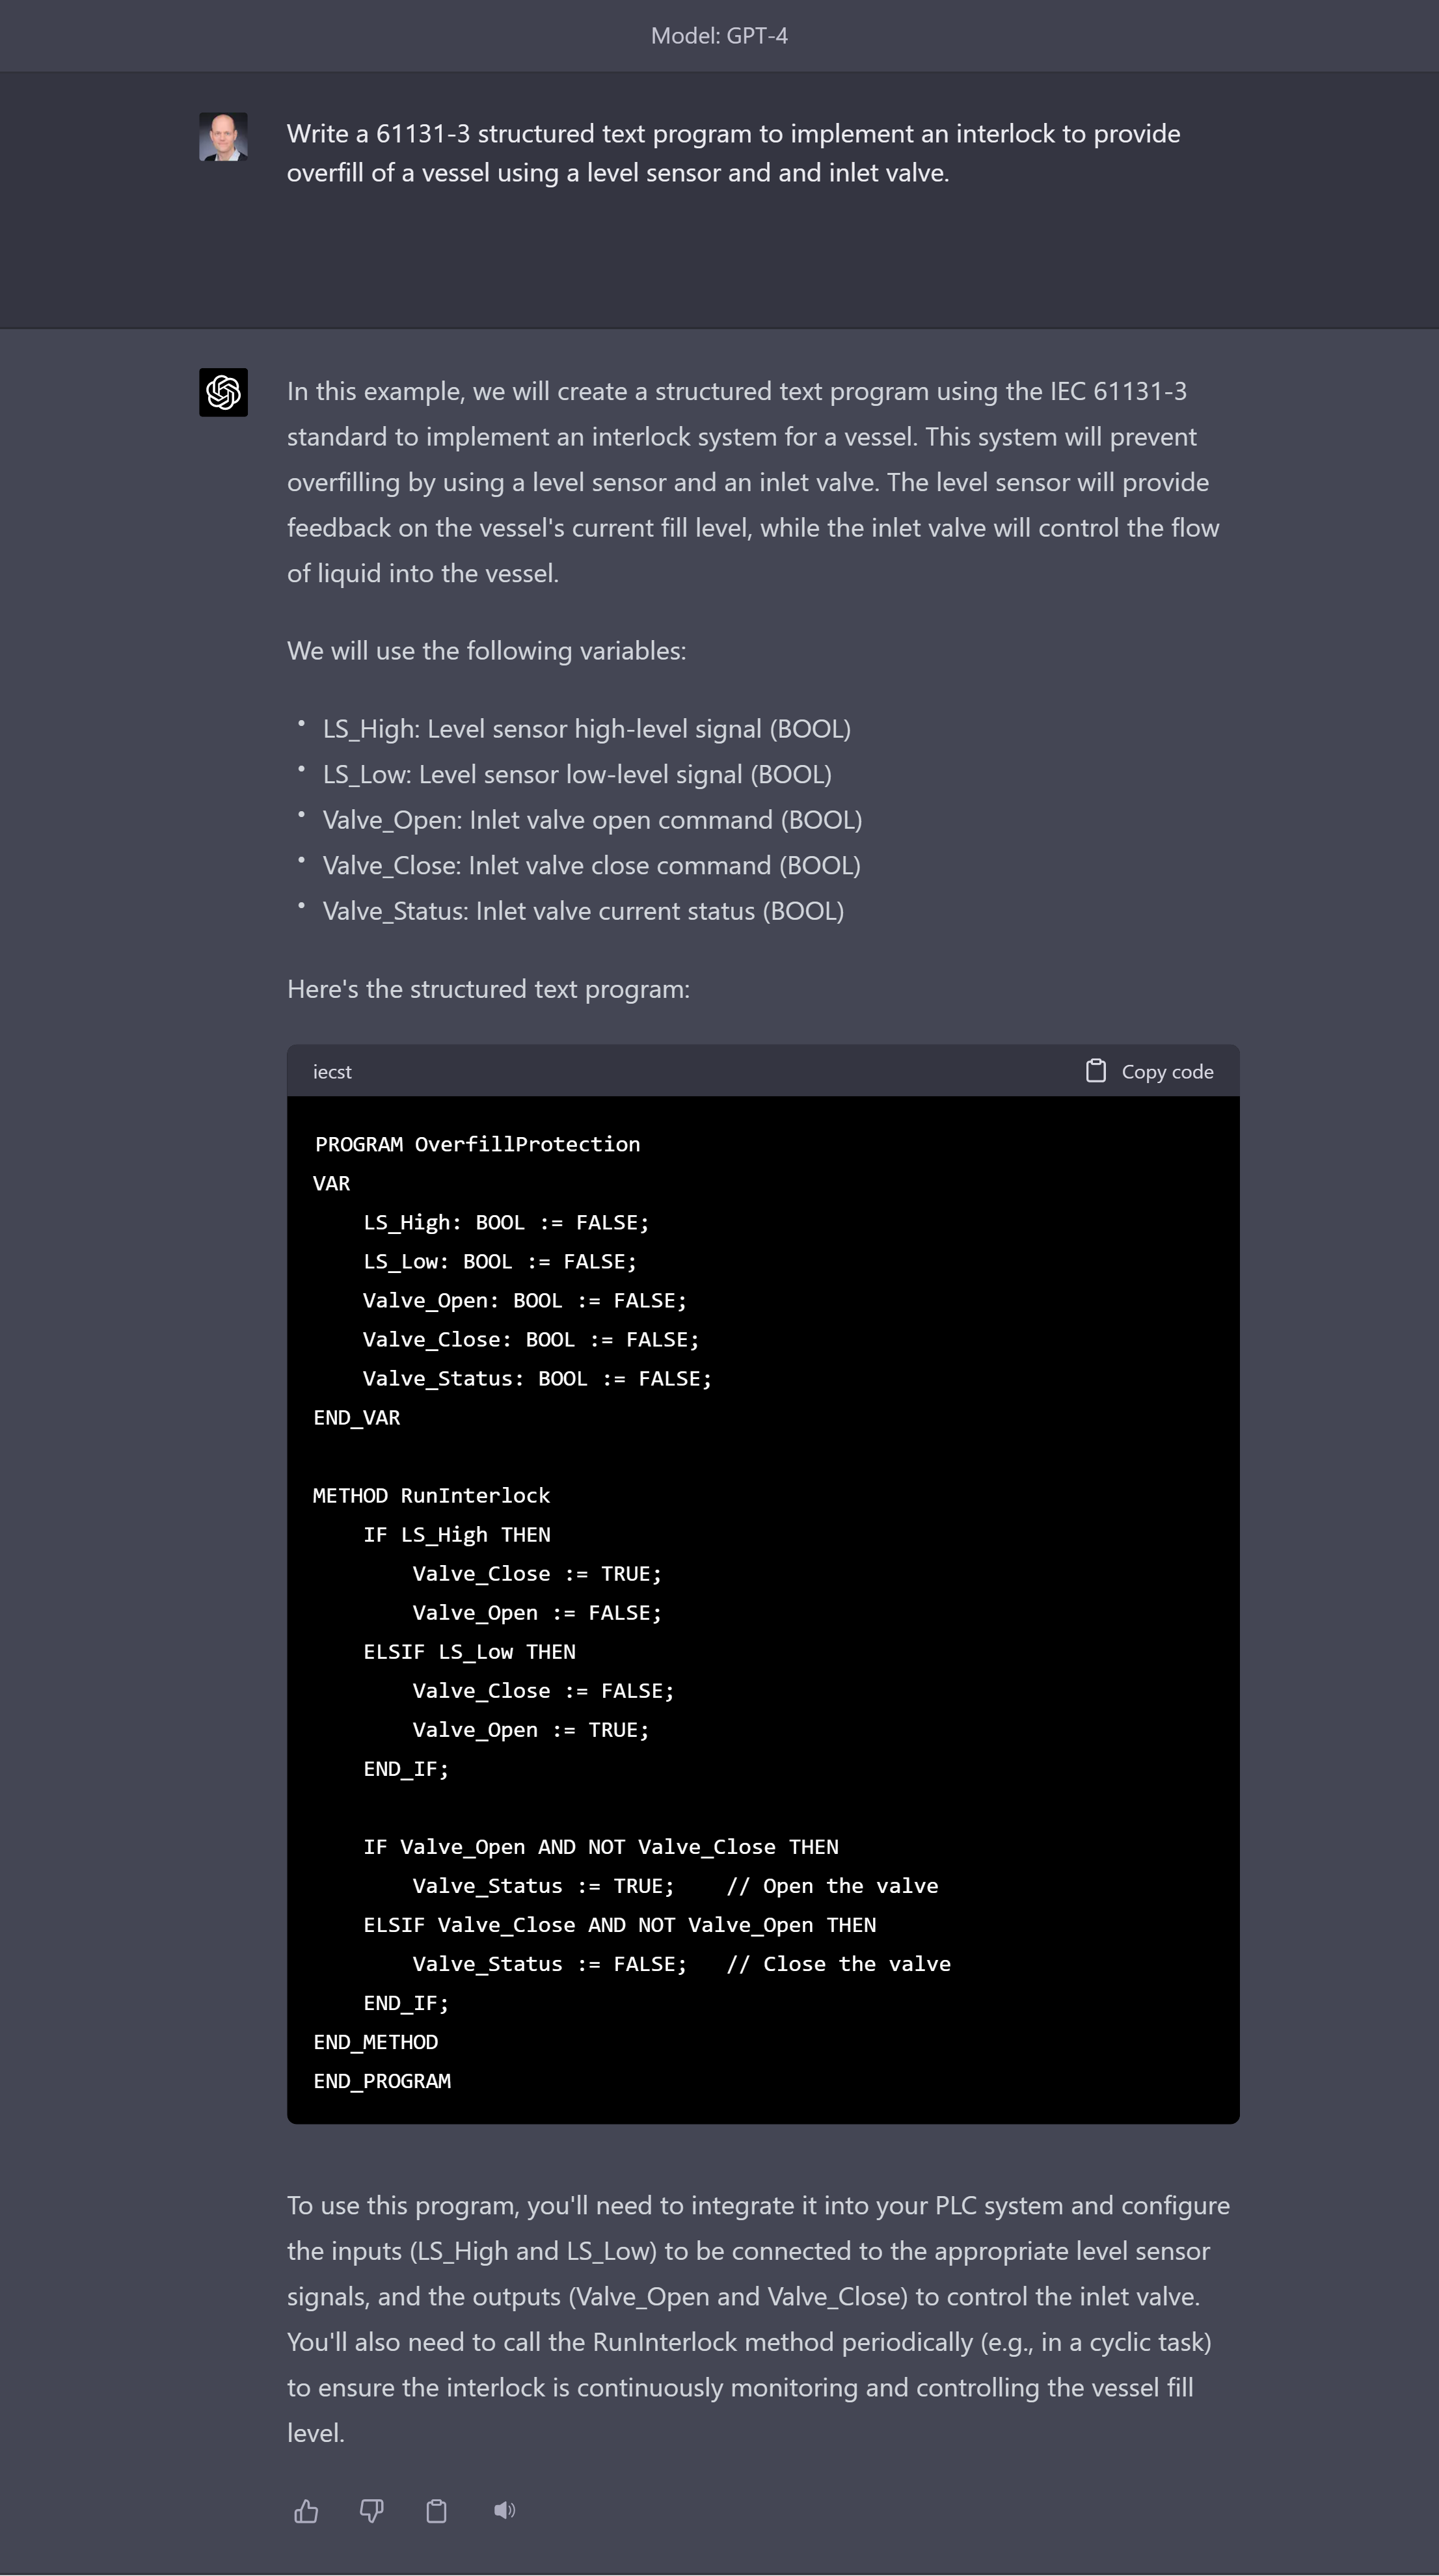 Model: GPT-4
Write a 61131-3 structured text program to implement an interlock to provide
overfill of a vessel using a level sensor and and inlet valve.
In this example, we will create a structured text program using the IEC 61131-3
standard to implement an interlock system for a vessel. This system will prevent
overfilling by using a level sensor and an inlet valve. The level sensor will provide
feedback on the vessel's current fill level, while the inlet valve will control the flow
of liquid into the vessel.
We will use the following variables:
• LS_High: Level sensor high-level signal (BOOL)
• LS_Low: Level sensor low-level signal (BOOL)
• Valve_Open: Inlet valve open command (BOOL)
• Valve_Close: Inlet valve close command (BOOL)
• Valve_Status: Inlet valve current status (BOOL)
Here's the structured text program:
iecst Copy code
PROGRAM OverfillProtection
VAR
    LS_High: BOOL := FALSE;
    LS_Low: BOOL := FALSE;
    Valve_Open: BOOL := FALSE;
    Valve_Close: BOOL := FALSE;
    Valve_Status: BOOL := FALSE;
END_VAR
METHOD RunInterlock
    IF LS_High THEN
        Valve_Close := TRUE;
        Valve_Open := FALSE;
    ELSIF LS_Low THEN
        Valve_Close := FALSE;
        Valve_Open := TRUE;
    END_IF;
    IF Valve_Open AND NOT Valve_Close THEN
        Valve_Status := TRUE;    // Open the valve
    ELSIF Valve_Close AND NOT Valve_Open THEN
        Valve_Status := FALSE;   // Close the valve
    END_IF;
END_METHOD
END_PROGRAM
To use this program, you'll need to integrate it into your PLC system and configure
the inputs (LS_High and LS_Low) to be connected to the appropriate level sensor
signals, and the outputs (Valve_Open and Valve_Close) to control the inlet valve.
You'll also need to call the RunInterlock method periodically (e.g., in a cyclic task)
to ensure the interlock is continuously monitoring and controlling the vessel fill
level.